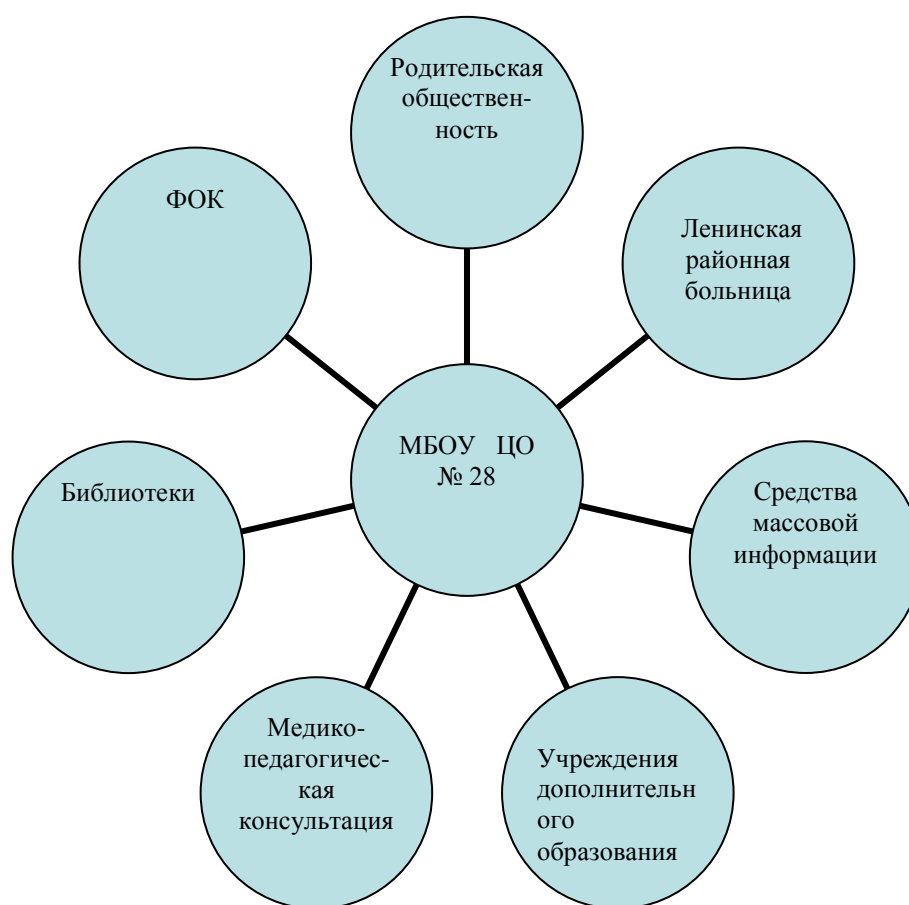 Родительская
обществен-
ность
ФОК
Ленинская
районная
больница
МБОУ ЦО
№ 28
Библиотеки
Средства
массовой
информации
Медико-
педагогичес-
кая
консультация
Учреждения
дополнительн
ого
образования